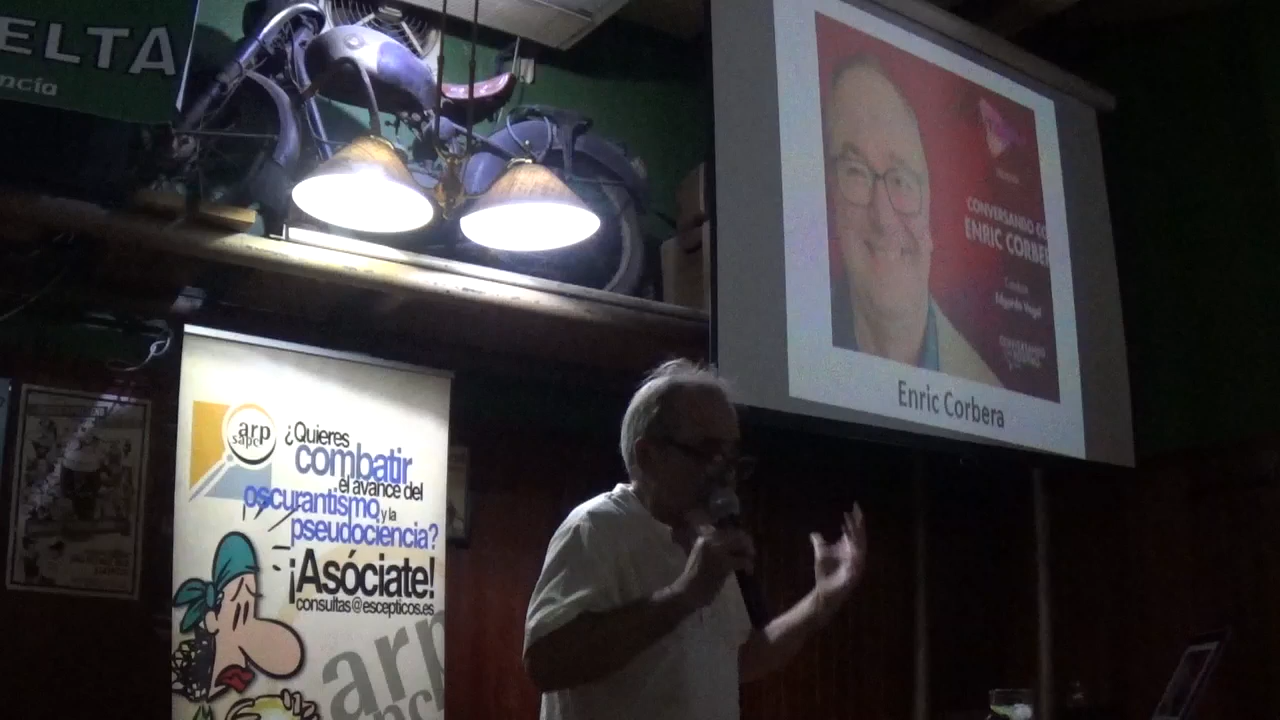 ELTA
ncia
CONVERSANDO CO
ENRIC CORBER
Enric Corbera
arp
sapc
¿Quieres
combatir
el avance del
oscurantismo y la
pseudociencia?
¡Asóciate!
consultas@escepticos.es
arp